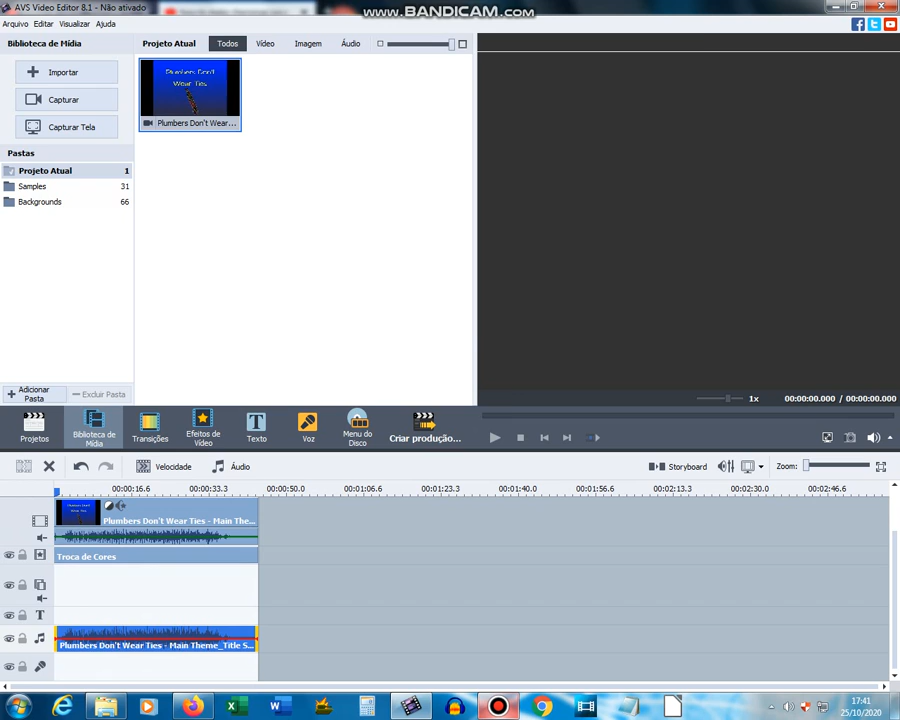 AVS Video Editor 8.1 - Não ativado
WWW.BANDICAM.COM
Arquivo Editar Visualizar Ajuda
Biblioteca de Mídia
Projeto Atual Todos Vídeo Imagem Áudio
Importar
Capturar
Capturar Tela
Plumbers Don't
Wear Ties
Plumbers Don't Wear...
Pastas
Projeto Atual 1
Samples 31
Backgrounds 66
Adicionar Pasta
Excluir Pasta
1x 00:00:00.000 / 00:00:00.000
Projetos
Biblioteca de Mídia
Transições
Efeitos de Vídeo
Texto
Voz
Menu do Disco
Criar produção...
Velocidade Áudio Storyboard Zoom:
00:00:16.6 00:00:33.3 00:00:50.0 00:01:06.6 00:01:23.3 00:01:40.0 00:01:56.6 00:02:13.3 00:02:30.0 00:02:46.6
Plumbers Don't Wear Ties - Main The...
Troca de Cores
T
Plumbers Don't Wear Ties - Main Theme_Title S...
17:41
25/10/2020